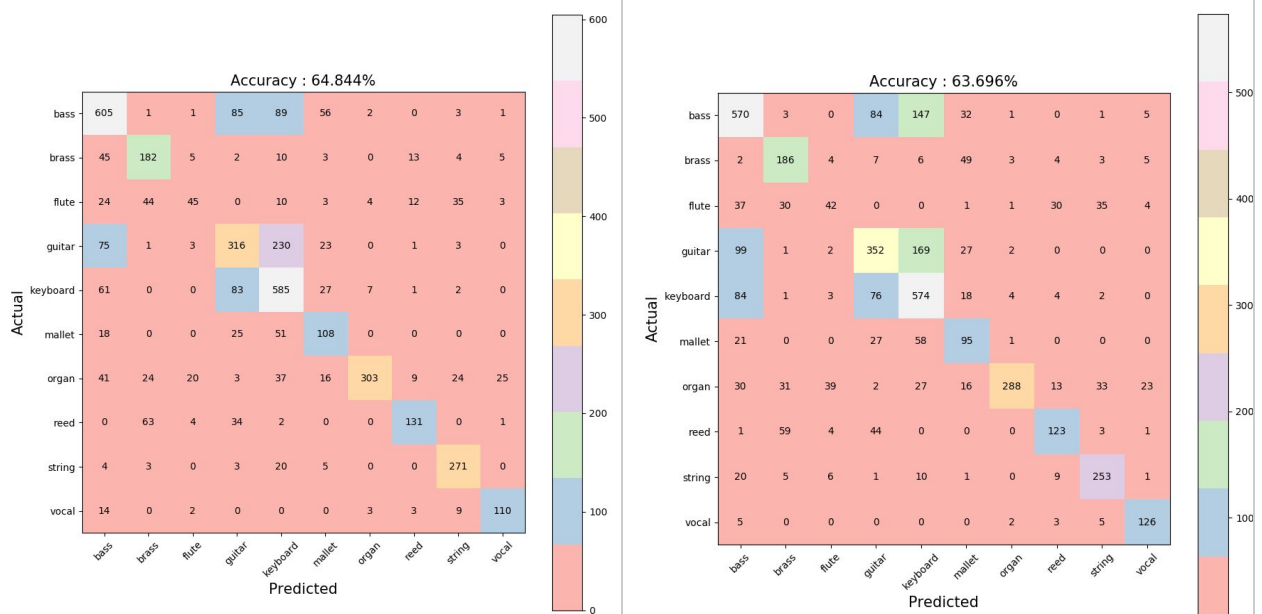 Accuracy : 64.844%
bass 605 1 1 85 89 56 2 0 3 1
brass 45 182 5 2 10 3 0 13 4 5
flute 24 44 45 0 10 3 4 12 35 3
guitar 75 1 3 316 230 23 0 1 3 0
keyboard 61 0 0 83 585 27 7 1 2 0
mallet 18 0 0 25 51 108 0 0 0 0
organ 41 24 20 3 37 16 303 9 24 25
reed 0 63 4 34 2 0 0 131 0 1
string 4 3 0 3 20 5 0 0 271 0
vocal 14 0 2 0 0 0 3 3 9 110
Actual
bass brass flute guitar keyboard mallet organ reed string vocal
Predicted
600
500
400
300
200
100
0
Accuracy : 63.696%
bass 570 3 0 84 147 32 1 0 1 5
brass 2 186 4 7 6 49 3 4 3 5
flute 37 30 42 0 0 1 1 30 35 4
guitar 99 1 2 352 169 27 2 0 0 0
keyboard 84 1 3 76 574 18 4 4 2 0
mallet 21 0 0 27 58 95 1 0 0 0
organ 30 31 39 2 27 16 288 13 33 23
reed 1 59 4 44 0 0 0 123 3 1
string 20 5 6 1 10 1 0 9 253 1
vocal 5 0 0 0 0 0 2 3 5 126
Actual
bass brass flute guitar keyboard mallet organ reed string vocal
Predicted
500
400
300
200
100